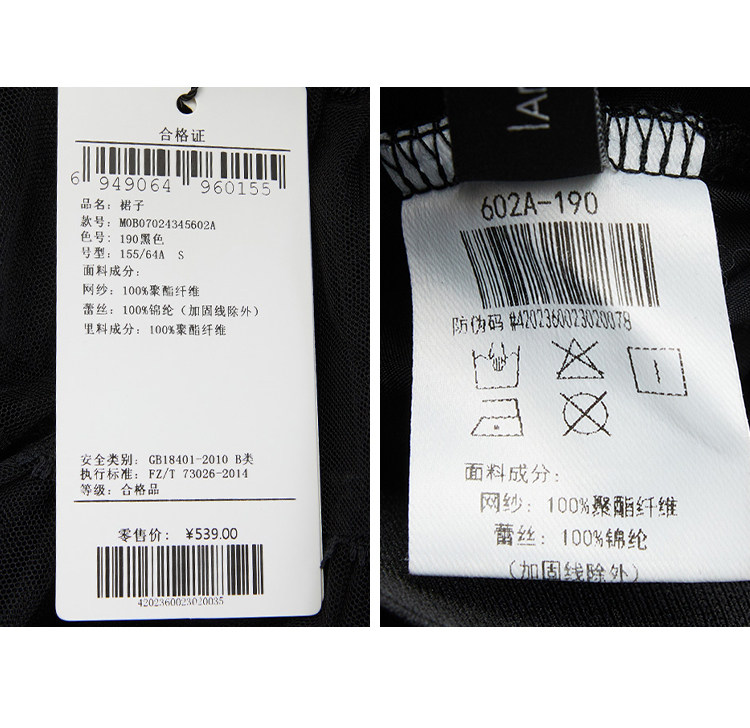 合格证
6 949064 960155
品名：裙子
款号：MOB07024345602A
色号：190黑色
号型：155/64A S
面料成分：
网纱：100%聚酯纤维
蕾丝：100%锦纶（加固线除外）
里料成分：100%聚酯纤维
安全类别：GB18401-2010 B类
执行标准：FZ/T 73026-2014
等级：合格品
零售价：¥539.00
4202360023020035
602A-190
防伪码 #4202360023020078
面料成分：
网纱：100%聚酯纤维
蕾丝：100%锦纶
（加固线除外）